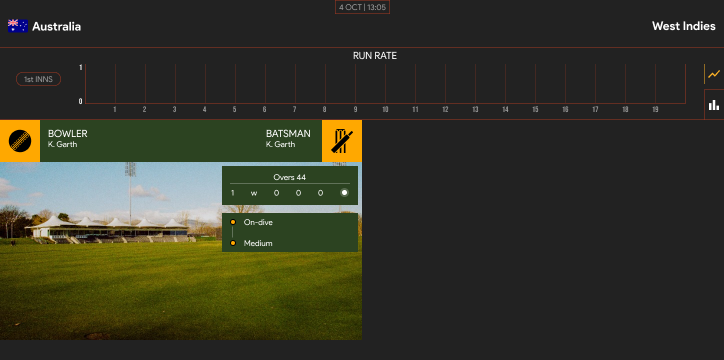 4 OCT | 13:05
Australia
West Indies
RUN RATE
1st INNS
1
0
1 2 3 4 5 6 7 8 9 10 11 12 13 14 15 16 17 18 19
BOWLER
K. Garth
BATSMAN
K. Garth
Overs 44
1 w 0 0 0
On-dive
Medium